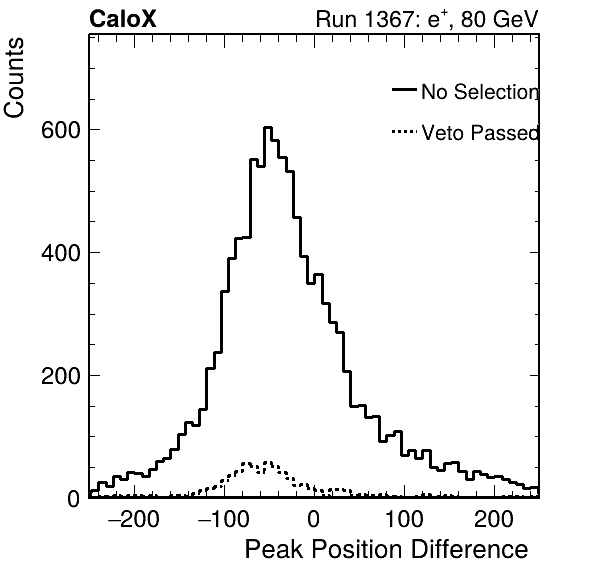 CaloX Run 1367: e⁺, 80 GeV
Counts
No Selection
Veto Passed
600
400
200
0
−200 −100 0 100 200
Peak Position Difference